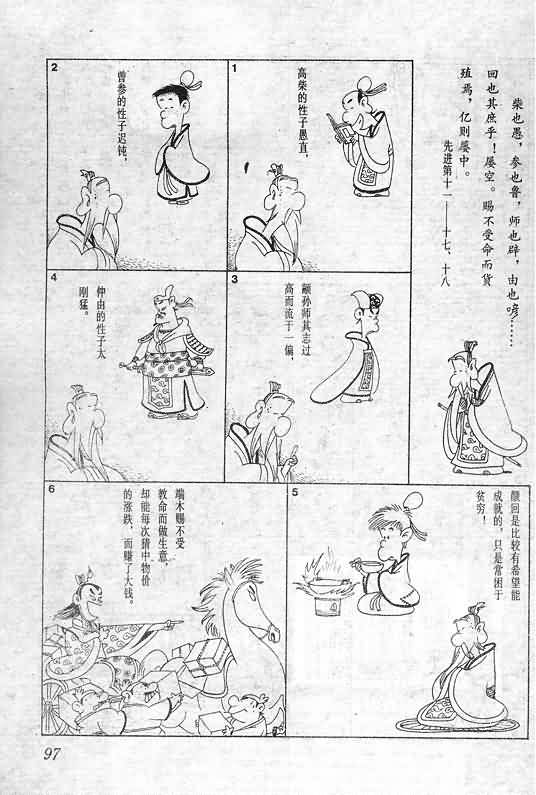 柴也愚，参也鲁，师也辟，由也喭……
回也其庶乎！屡空。赐不受命而货
殖焉，亿则屡中。
先进第十一——十七、十八
1
高柴的性子愚直，
2
曾参的性子迟钝，
3
颛孙师其志过
高而流于一偏，
4
仲由的性子太
刚猛。
5
颜回是比较有希望能
成就的，只是常困于
贫穷！
6
端木赐不受
教命而做生意，
却能每次猜中物价
的涨跌，而赚了大钱。
97